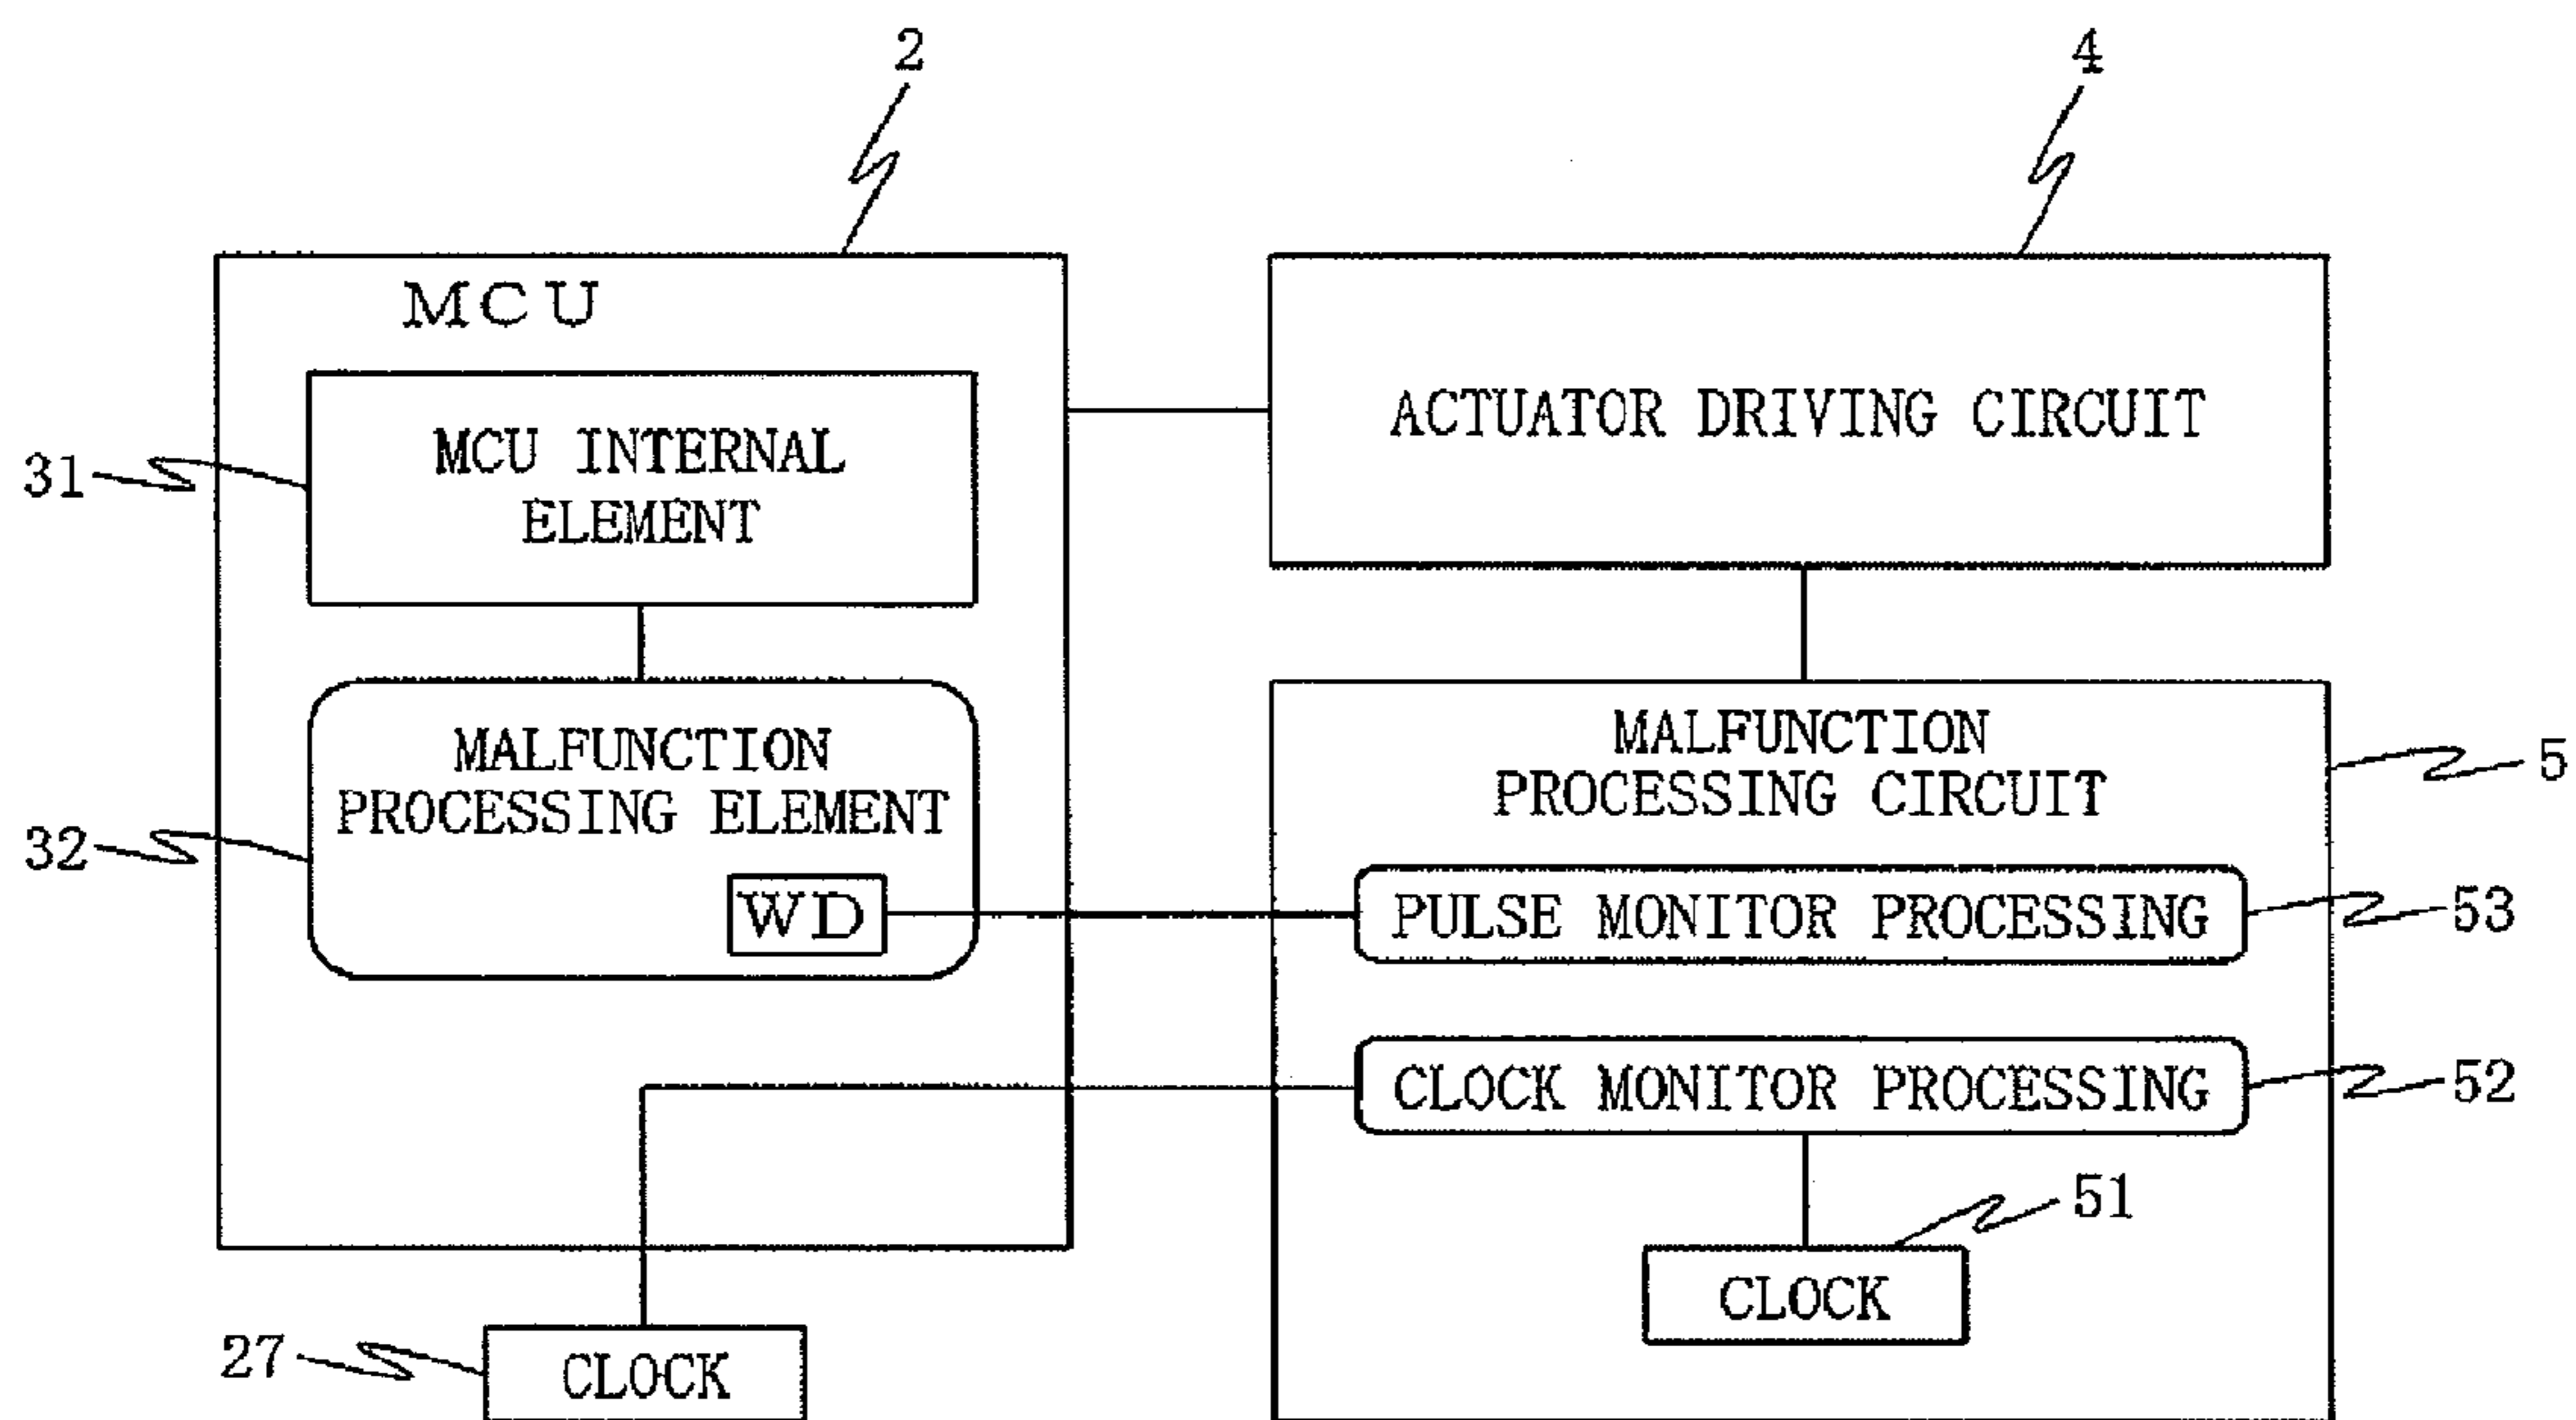 2
4
MCU
MCU INTERNAL
ELEMENT
31
ACTUATOR DRIVING CIRCUIT
MALFUNCTION
PROCESSING ELEMENT
32
WD
MALFUNCTION
PROCESSING CIRCUIT
5
PULSE MONITOR PROCESSING
53
CLOCK MONITOR PROCESSING
52
51
CLOCK
27
CLOCK